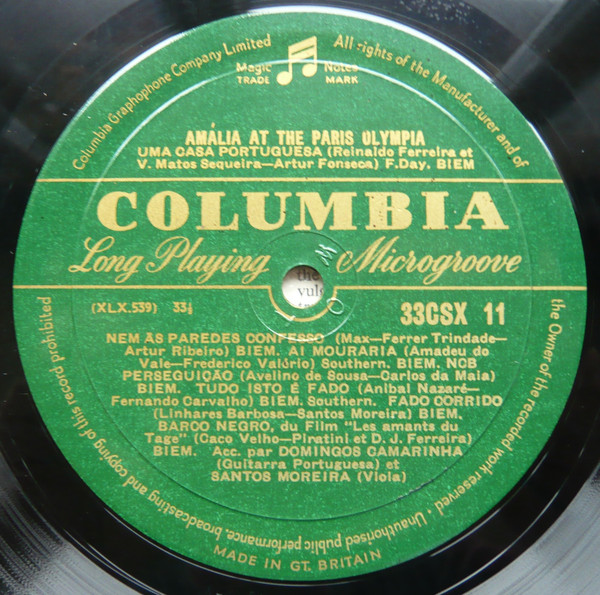 Columbia Graphophone Company Limited
All rights of the Manufacturer and of
the Owner of the recorded work reserved · Unauthorised public performance, broadcasting and copying of this record prohibited
Magic Notes
TRADE MARK
AMÁLIA AT THE PARIS OLYMPIA
UMA CASA PORTUGUESA (Reinaldo Ferreira et
V. Matos Sequeira—Artur Fonseca) F.Day. BIEM
COLUMBIA
Long Playing Microgroove
(XLX.539) 33⅓
33CSX 11
NEM ÀS PAREDES CONFESSO (Max—Ferrer Trindade—
Artur Ribeiro) BIEM. AI MOURARIA (Amadeu do
Vale—Frederico Valério) Southern. BIEM. NCB
PERSEGUIÇÃO (Avelino de Sousa—Carlos da Maia)
BIEM. TUDO ISTO É FADO (Anibal Nazaré—
Fernando Carvalho) BIEM. Southern. FADO CORRIDO
(Linhares Barbosa—Santos Moreira) BIEM.
BARCO NEGRO, du Film "Les amants du
Tage" (Caco Velho—Piratini et D. J. Ferreira)
BIEM. Acc. par DOMINGOS CAMARINHA
(Guitarra Portuguesa) et
SANTOS MOREIRA (Viola)
MADE IN GT. BRITAIN